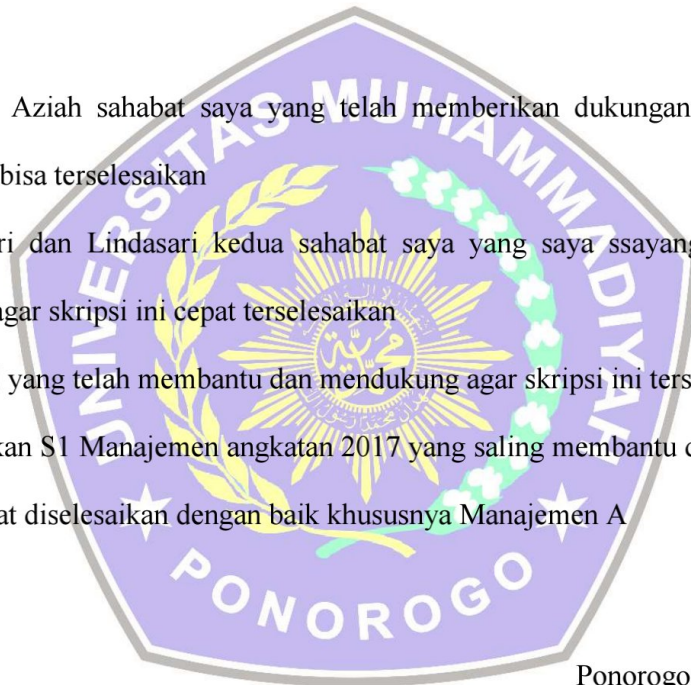 UNIVERSITAS MUHAMMADIYAH
Aziah sahabat saya yang telah memberikan dukungan
bisa terselesaikan
ri dan Lindasari kedua sahabat saya yang saya ssayang
agar skripsi ini cepat terselesaikan
yang telah membantu dan mendukung agar skripsi ini ters
kan S1 Manajemen angkatan 2017 yang saling membantu d
at diselesaikan dengan baik khususnya Manajemen A
PONOROGO
Ponorogo